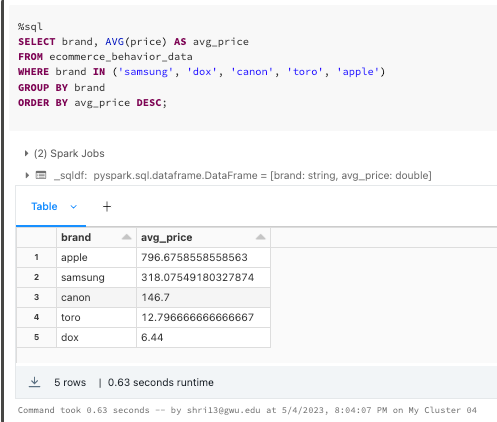 %sql
SELECT brand, AVG(price) AS avg_price
FROM ecommerce_behavior_data
WHERE brand IN ('samsung', 'dox', 'canon', 'toro', 'apple')
GROUP BY brand
ORDER BY avg_price DESC;
(2) Spark Jobs
_sqldf: pyspark.sql.dataframe.DataFrame = [brand: string, avg_price: double]
Table +
brand avg_price
1 apple 796.6758558558563
2 samsung 318.07549180327874
3 canon 146.7
4 toro 12.796666666666667
5 dox 6.44
5 rows | 0.63 seconds runtime
Command took 0.63 seconds -- by shri13@gwu.edu at 5/4/2023, 8:04:07 PM on My Cluster 04